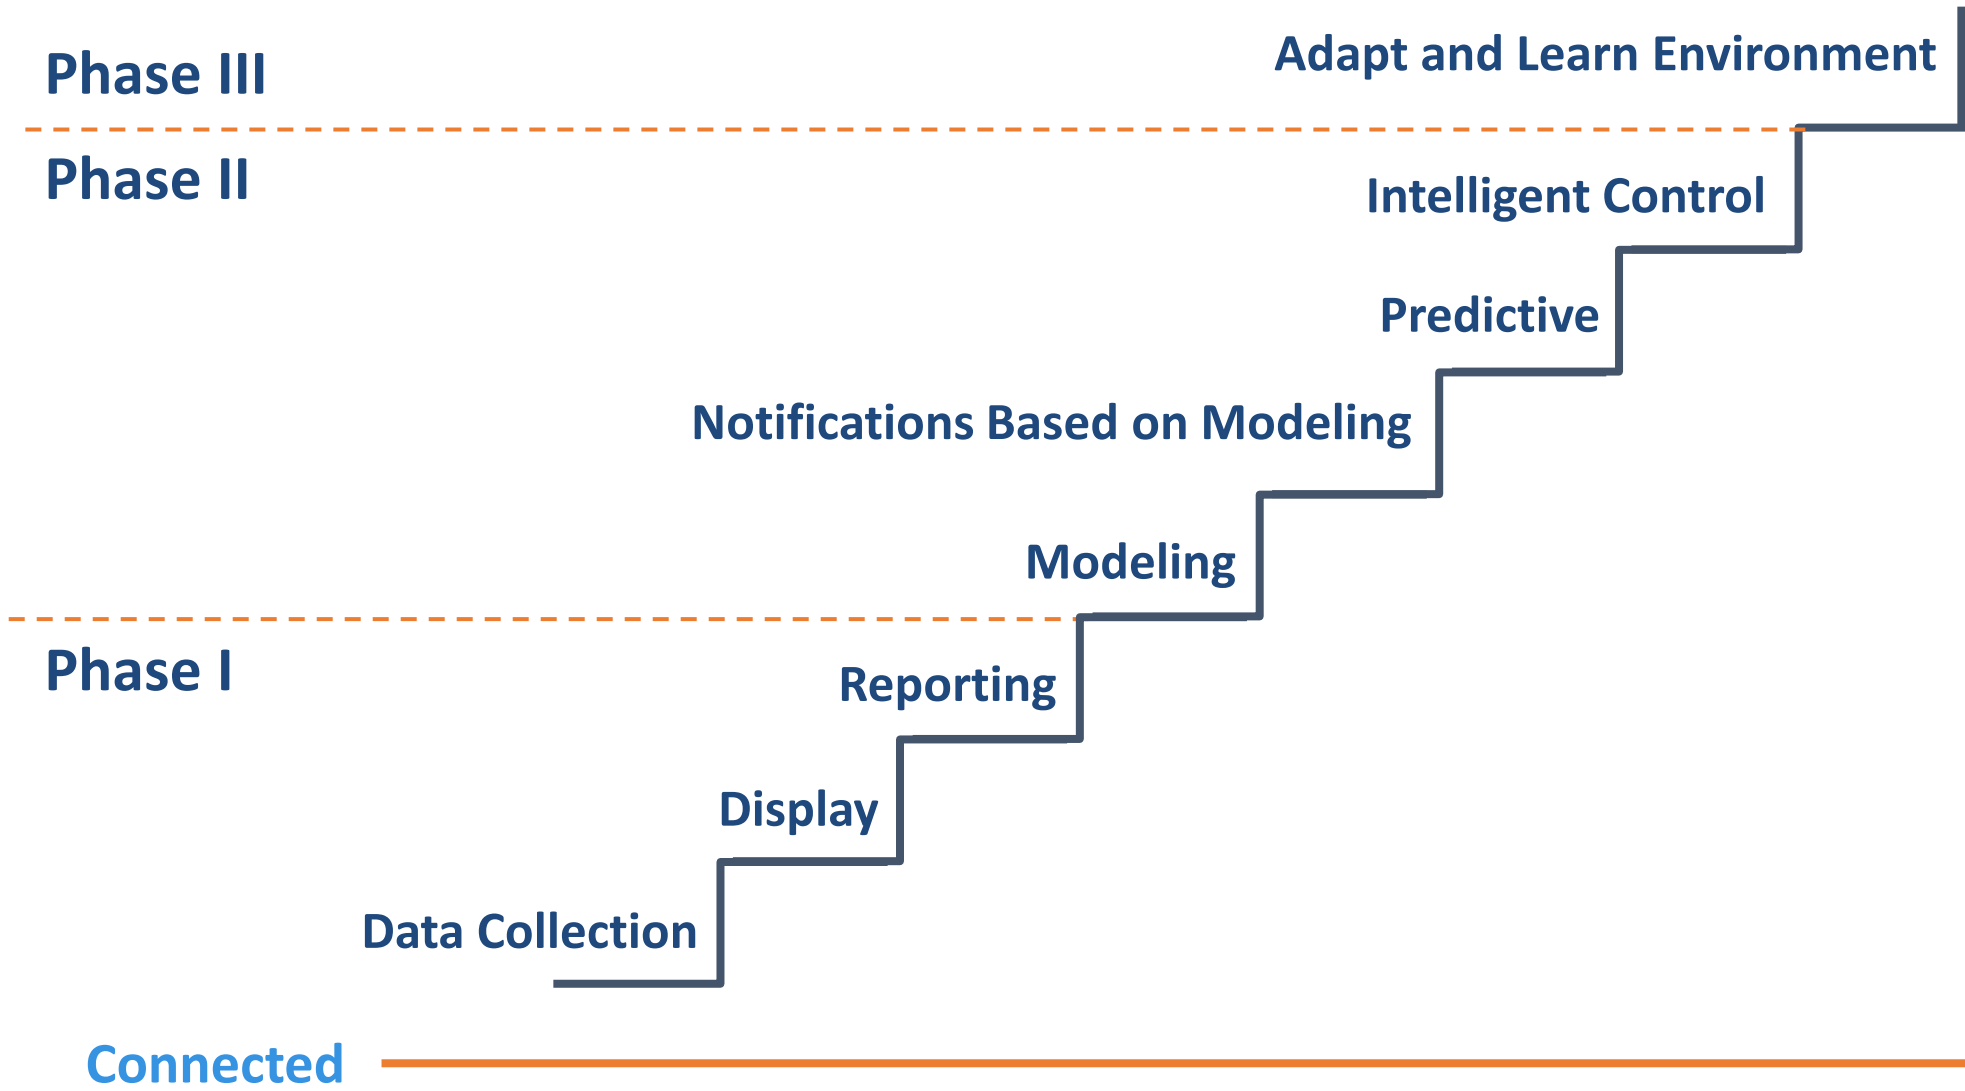 Phase III
Adapt and Learn Environment
Phase II
Intelligent Control
Predictive
Notifications Based on Modeling
Modeling
Phase I
Reporting
Display
Data Collection
Connected